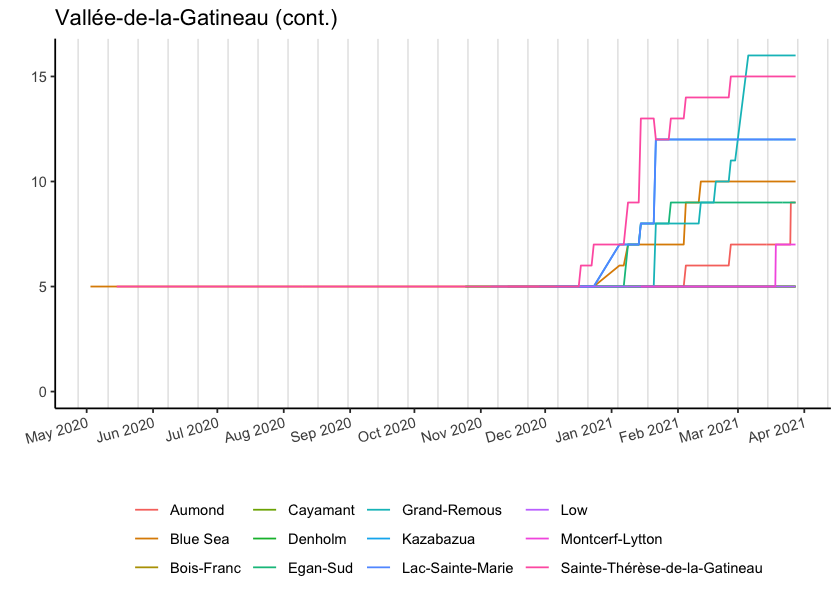 Vallée-de-la-Gatineau (cont.)
15
10
5
0
May 2020 Jun 2020 Jul 2020 Aug 2020 Sep 2020 Oct 2020 Nov 2020 Dec 2020 Jan 2021 Feb 2021 Mar 2021 Apr 2021
Aumond Cayamant Grand-Remous Low
Blue Sea Denholm Kazabazua Montcerf-Lytton
Bois-Franc Egan-Sud Lac-Sainte-Marie Sainte-Thérèse-de-la-Gatineau